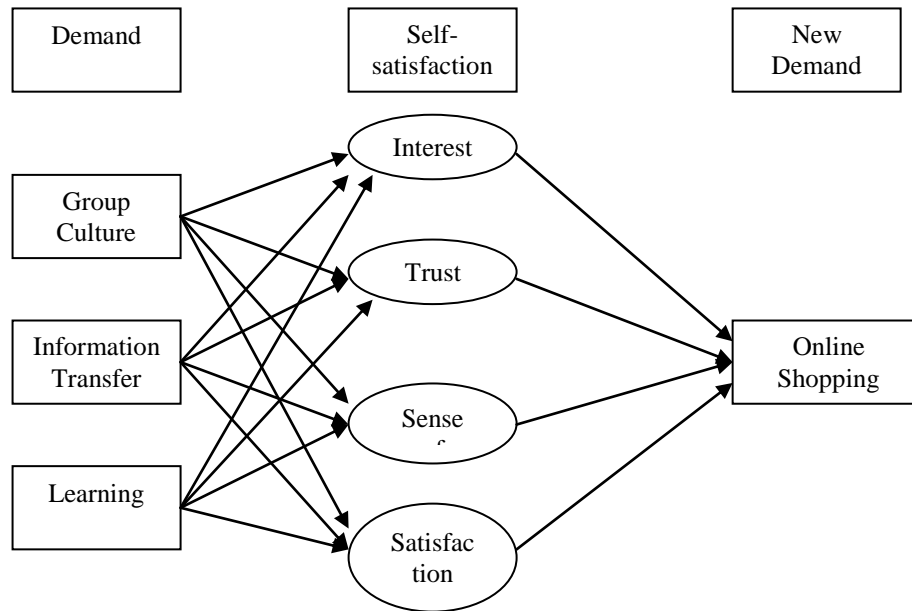 Demand
Self-
satisfaction
New
Demand
Interest
Group
Culture
Trust
Information
Transfer
Online
Shopping
Sense
Learning
Satisfac
tion